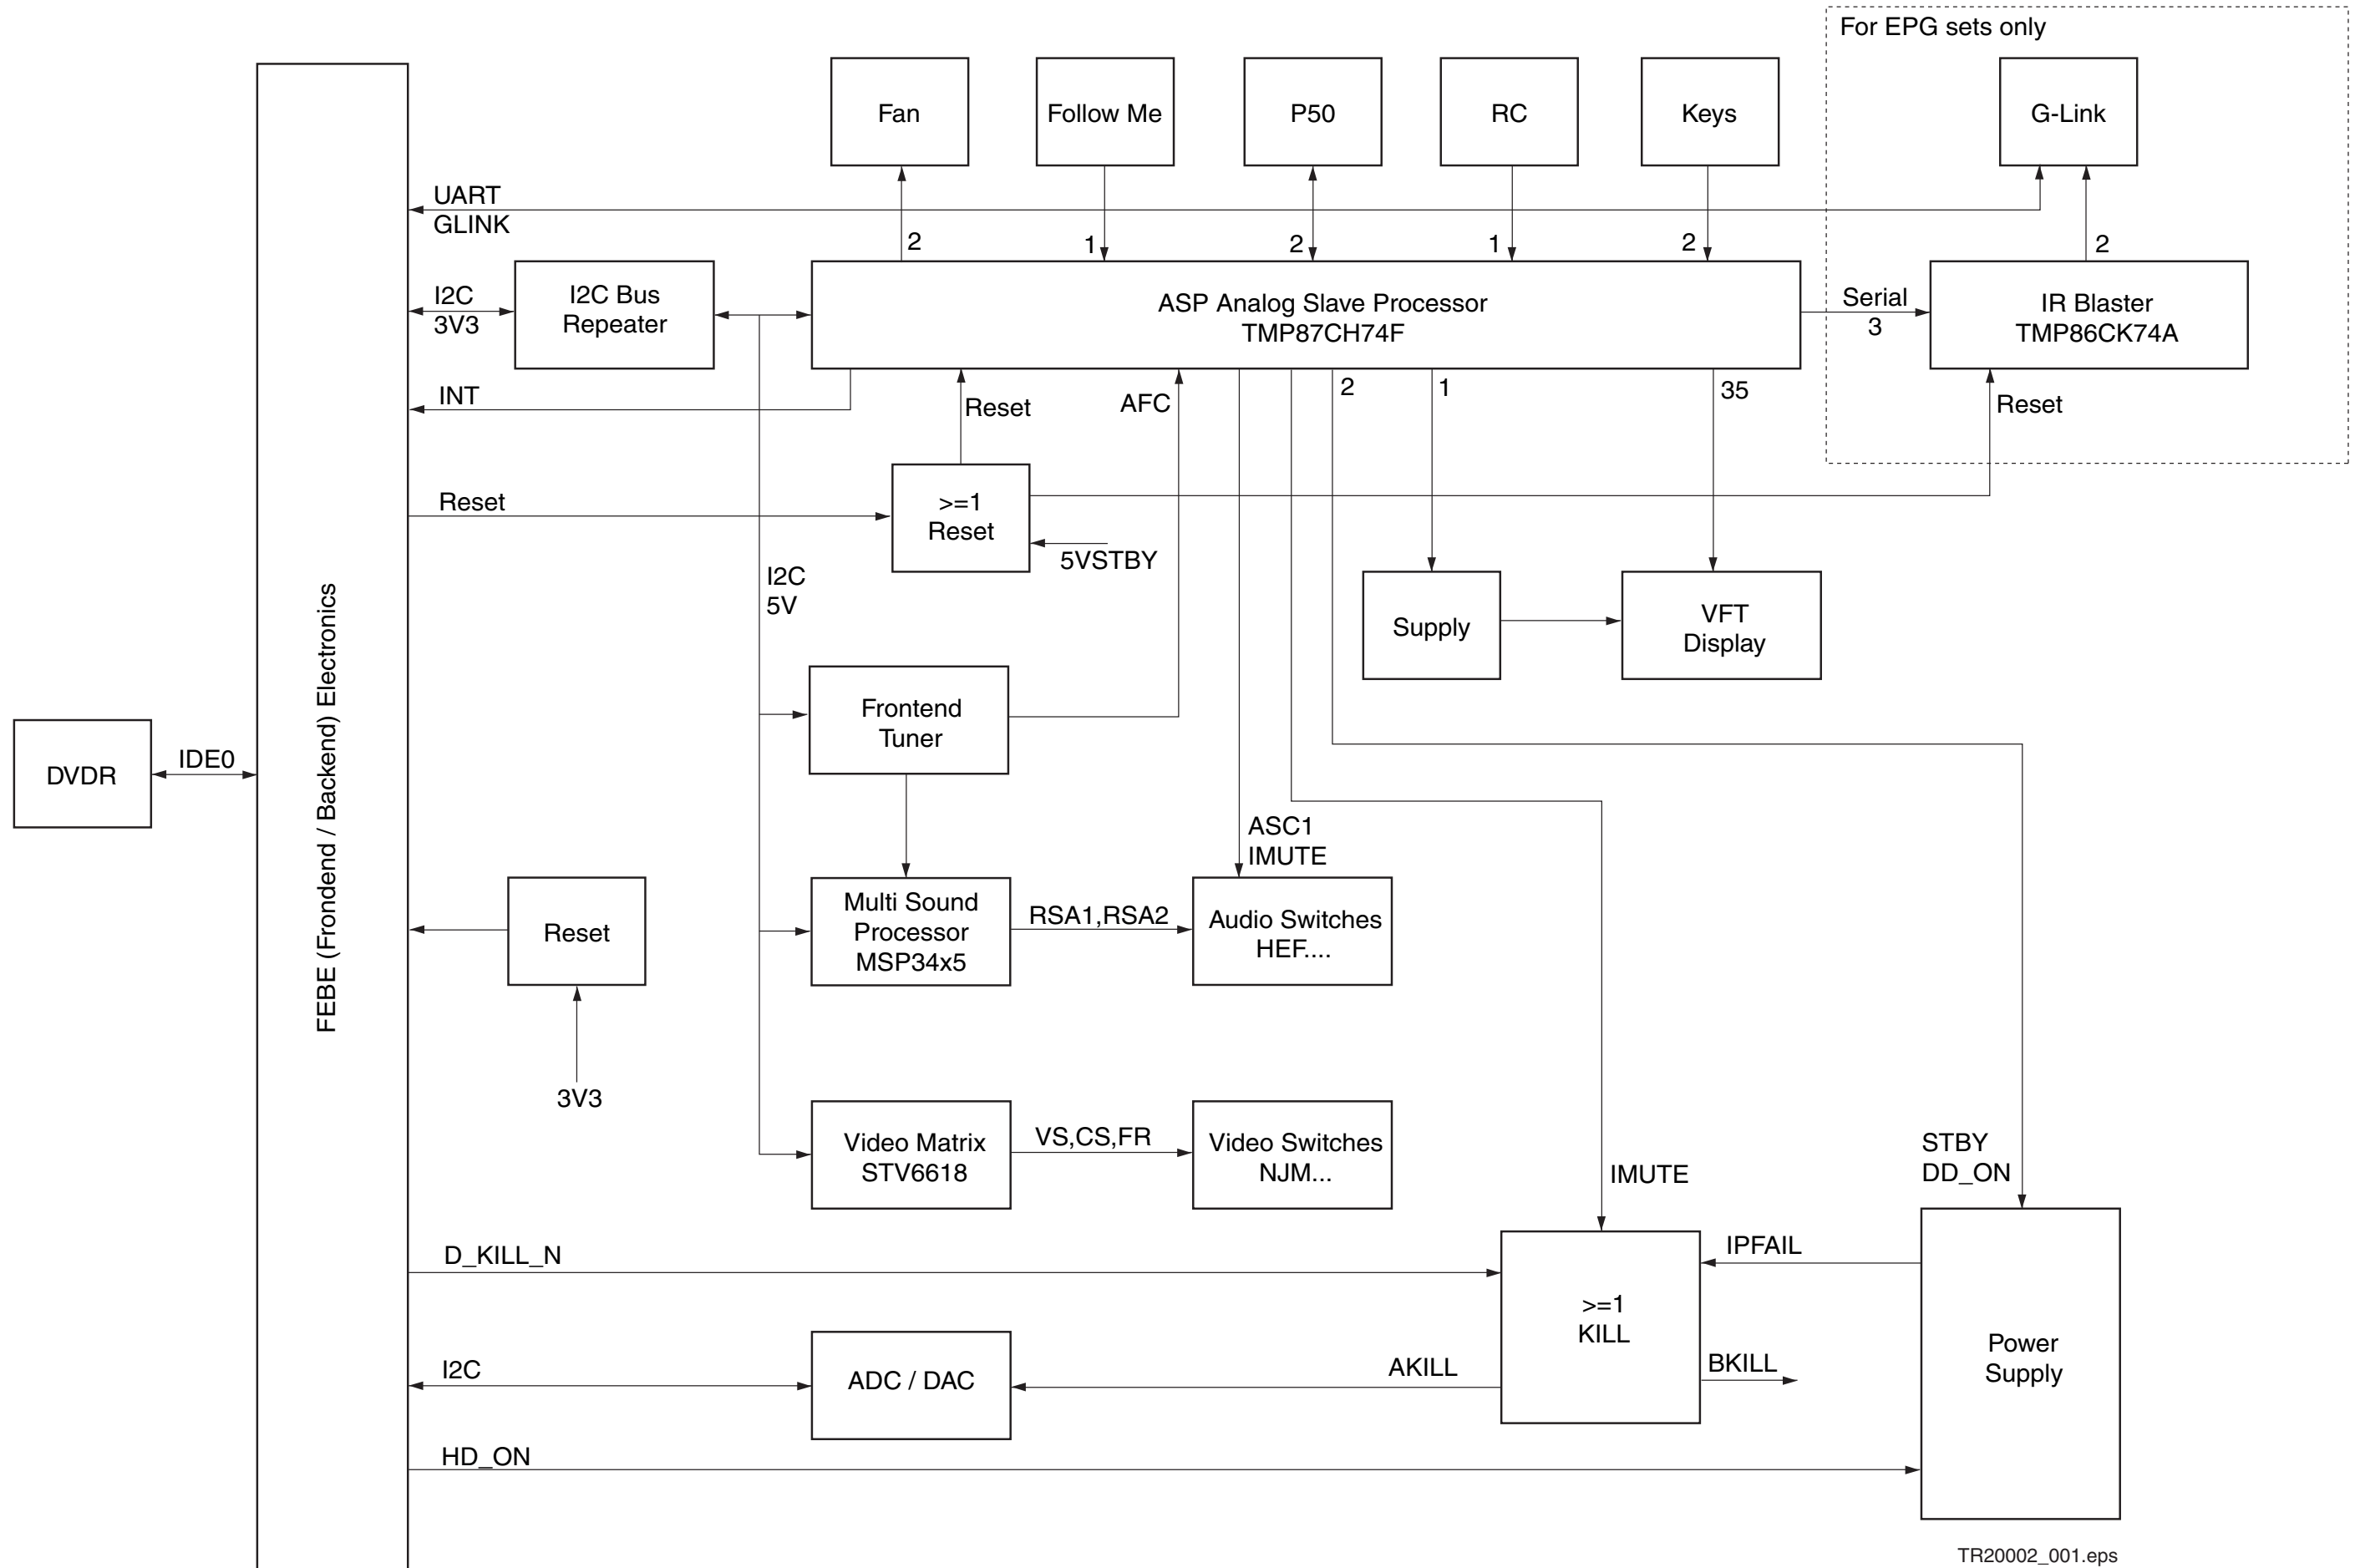 For EPG sets only
Fan
Follow Me
P50
RC
Keys
G-Link
UART
GLINK
2
1
2
1
2
2
I2C
3V3
I2C Bus
Repeater
ASP Analog Slave Processor
TMP87CH74F
Serial
3
IR Blaster
TMP86CK74A
INT
Reset
AFC
2
1
35
Reset
Reset
>=1
Reset
5VSTBY
I2C
5V
Supply
VFT
Display
FEBE (Frondend / Backend) Electronics
Frontend
Tuner
DVDR
IDE0
ASC1
IMUTE
Reset
3V3
Multi Sound
Processor
MSP34x5
RSA1,RSA2
Audio Switches
HEF....
Video Matrix
STV6618
VS,CS,FR
Video Switches
NJM...
IMUTE
STBY
DD_ON
D_KILL_N
IPFAIL
>=1
KILL
Power
Supply
I2C
ADC / DAC
AKILL
BKILL
HD_ON
TR20002_001.eps